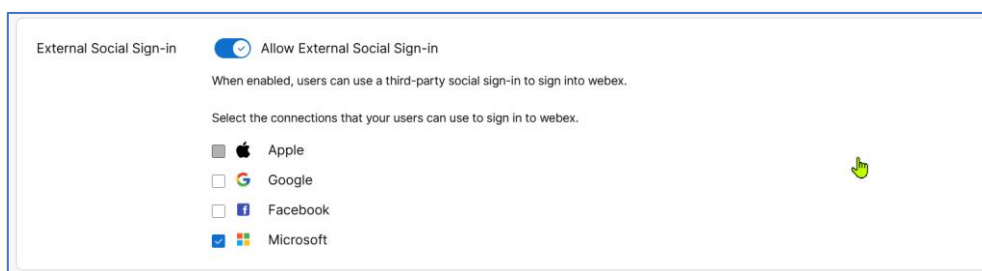 External Social Sign-in Allow External Social Sign-in
When enabled, users can use a third-party social sign-in to sign into webex.
Select the connections that your users can use to sign in to webex.
Apple
Google
Facebook
Microsoft